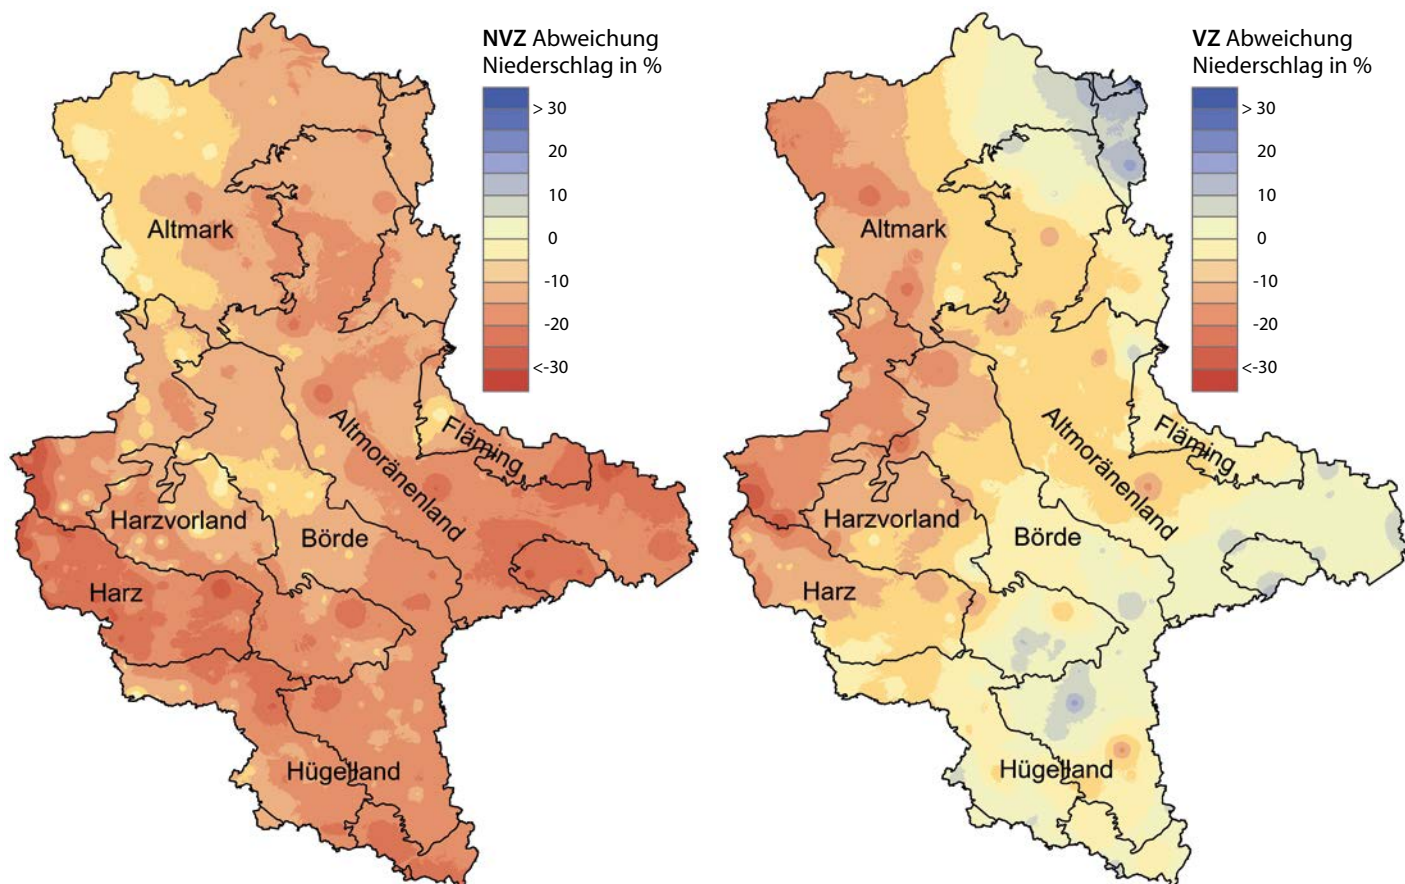 NVZ Abweichung
Niederschlag in %
> 30
20
10
0
-10
-20
<-30
Altmark
Altmoränenland
Fläming
Harzvorland
Börde
Harz
Hügelland
VZ Abweichung
Niederschlag in %
> 30
20
10
0
-10
-20
<-30
Altmark
Altmoränenland
Fläming
Harzvorland
Börde
Harz
Hügelland